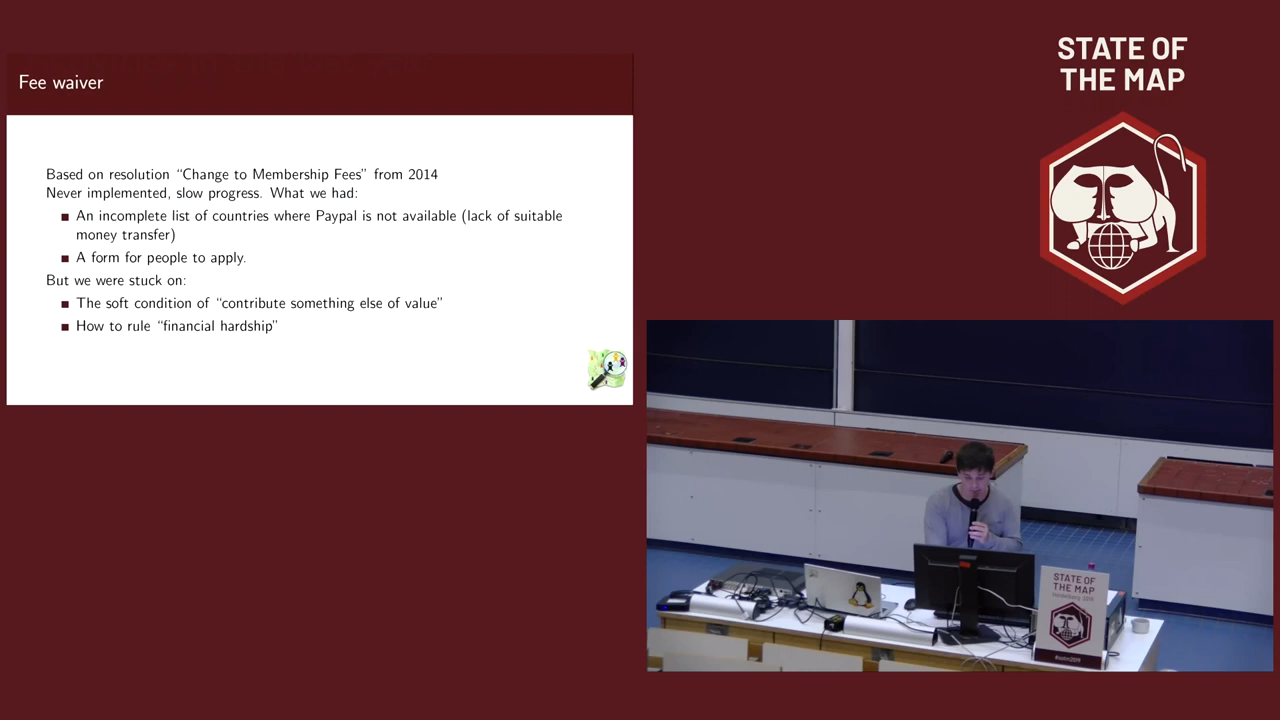 Fee waiver
Based on resolution “Change to Membership Fees” from 2014
Never implemented, slow progress. What we had:
An incomplete list of countries where Paypal is not available (lack of suitable
money transfer)
A form for people to apply.
But we were stuck on:
The soft condition of “contribute something else of value”
How to rule “financial hardship”
STATE OF
THE MAP
STATE OF
THE MAP
Heidelberg 2019
#sotm2019